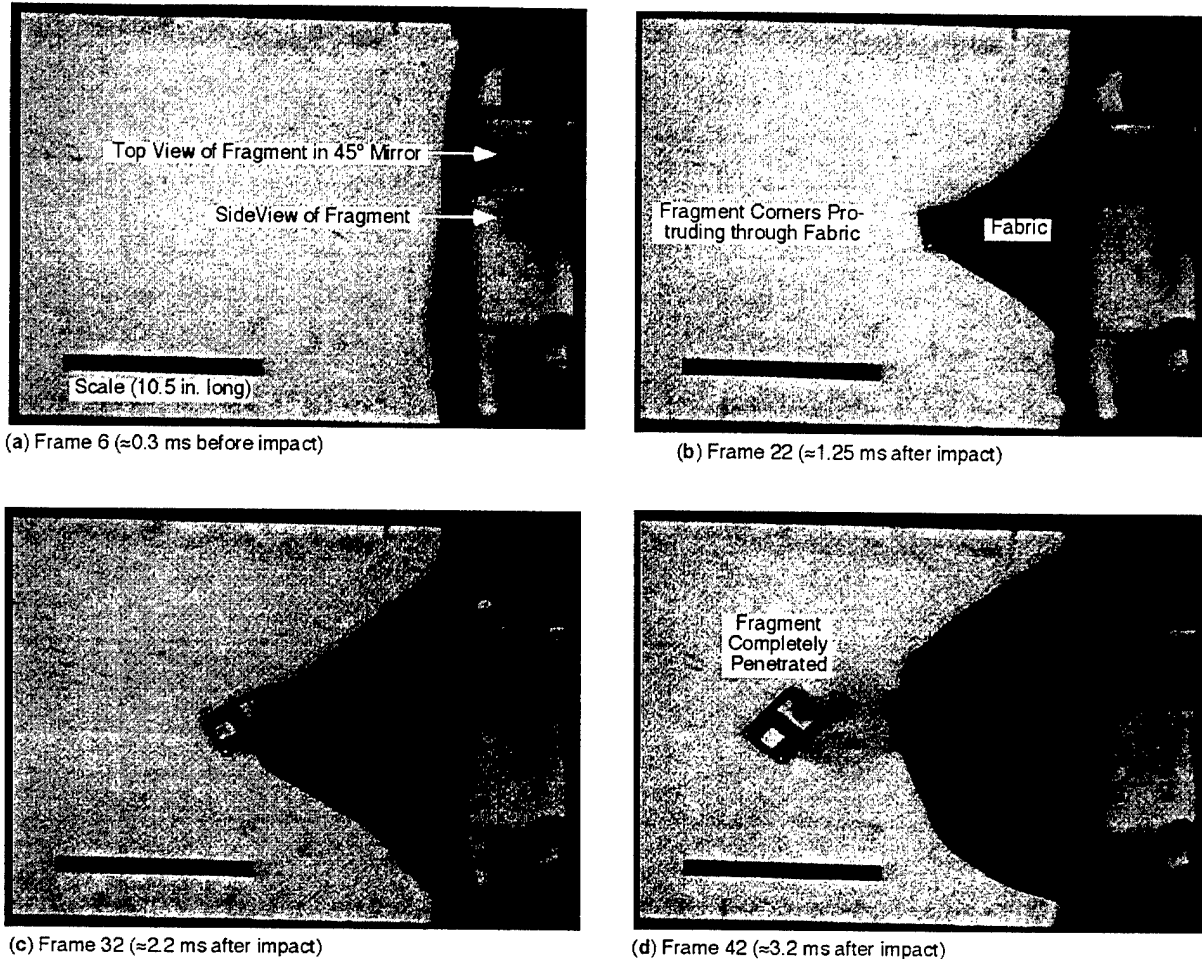 Top View of Fragment in 45° Mirror
SideView of Fragment
Scale (10.5 in. long)
(a) Frame 6 (≈0.3 ms before impact)
Fragment Corners Pro-
truding through Fabric
Fabric
(b) Frame 22 (≈1.25 ms after impact)
(c) Frame 32 (≈2.2 ms after impact)
Fragment
Completely
Penetrated
(d) Frame 42 (≈3.2 ms after impact)